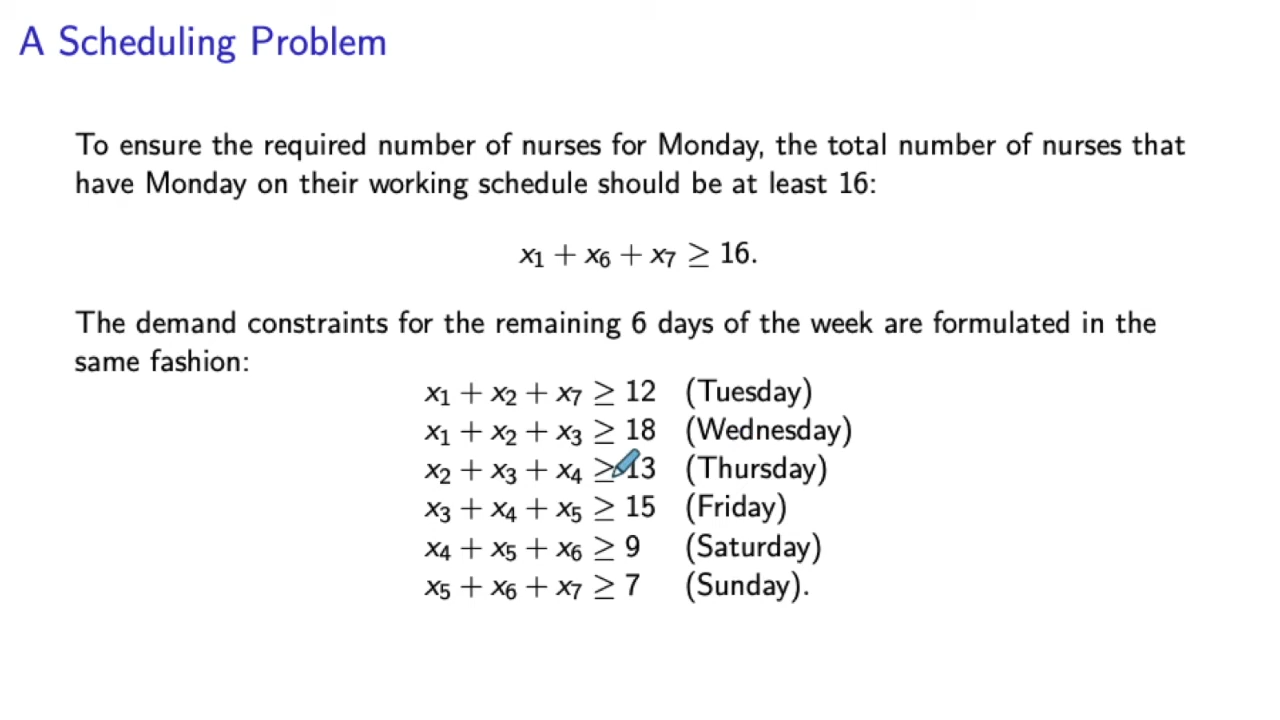 A Scheduling Problem
To ensure the required number of nurses for Monday, the total number of nurses that
have Monday on their working schedule should be at least 16:
x₁ + x₆ + x₇ ≥ 16.
The demand constraints for the remaining 6 days of the week are formulated in the
same fashion:
x₁ + x₂ + x₇ ≥ 12 (Tuesday)
x₁ + x₂ + x₃ ≥ 18 (Wednesday)
x₂ + x₃ + x₄ ≥ 13 (Thursday)
x₃ + x₄ + x₅ ≥ 15 (Friday)
x₄ + x₅ + x₆ ≥ 9 (Saturday)
x₅ + x₆ + x₇ ≥ 7 (Sunday).